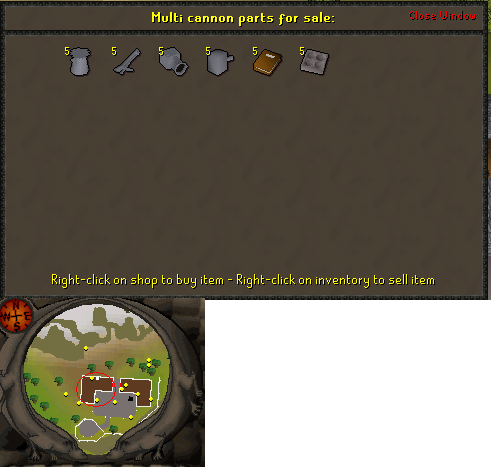 Multi cannon parts for sale:
Close Window
5 5 5 5 5 5
Right-click on shop to buy item - Right-click on inventory to sell item
N
W E
S